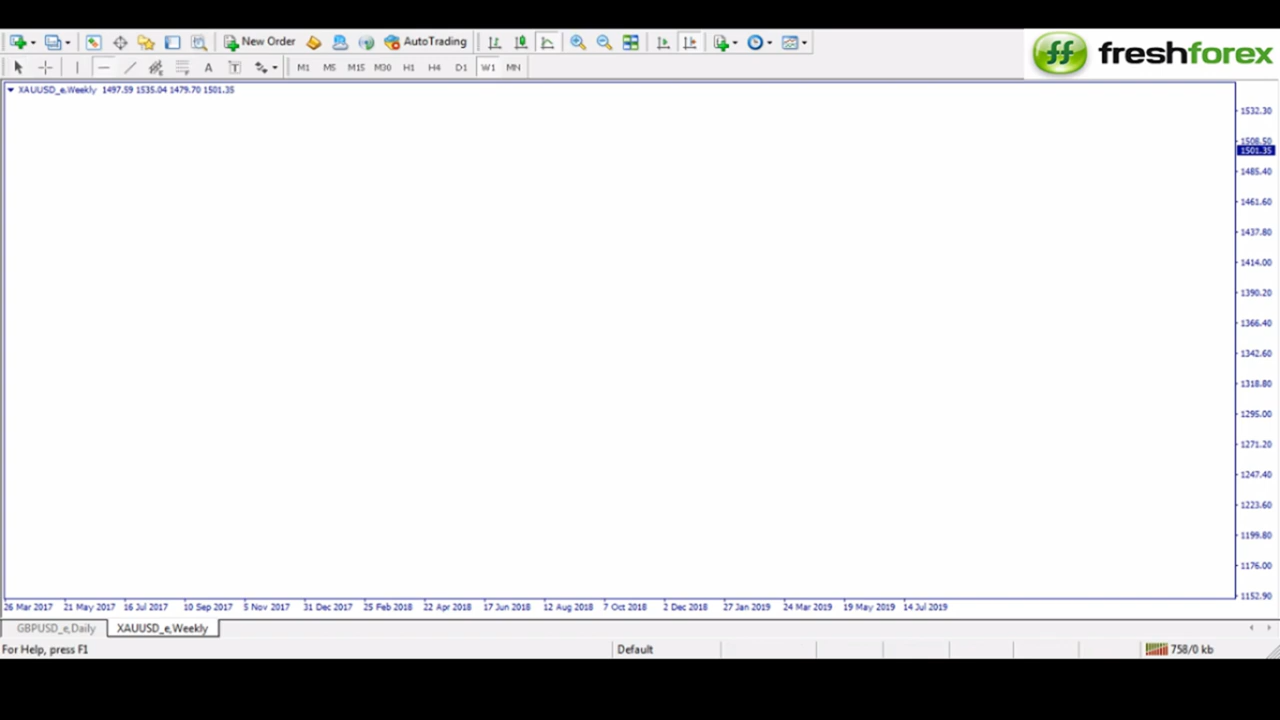 New Order AutoTrading
freshforex
A T M1 M5 M15 M30 H1 H4 D1 W1 MN
XAUUSD_e,Weekly 1497.59 1535.04 1479.70 1501.35
1532.30
1508.50
1501.35
1485.40
1461.60
1437.80
1414.00
1390.20
1366.40
1342.60
1318.80
1295.00
1271.20
1247.40
1223.60
1199.80
1176.00
1152.90
26 Mar 2017 21 May 2017 16 Jul 2017 10 Sep 2017 5 Nov 2017 31 Dec 2017 25 Feb 2018 22 Apr 2018 17 Jun 2018 12 Aug 2018 7 Oct 2018 2 Dec 2018 27 Jan 2019 24 Mar 2019 19 May 2019 14 Jul 2019
GBPUSD_e,Daily XAUUSD_e,Weekly
For Help, press F1 Default 758/0 kb